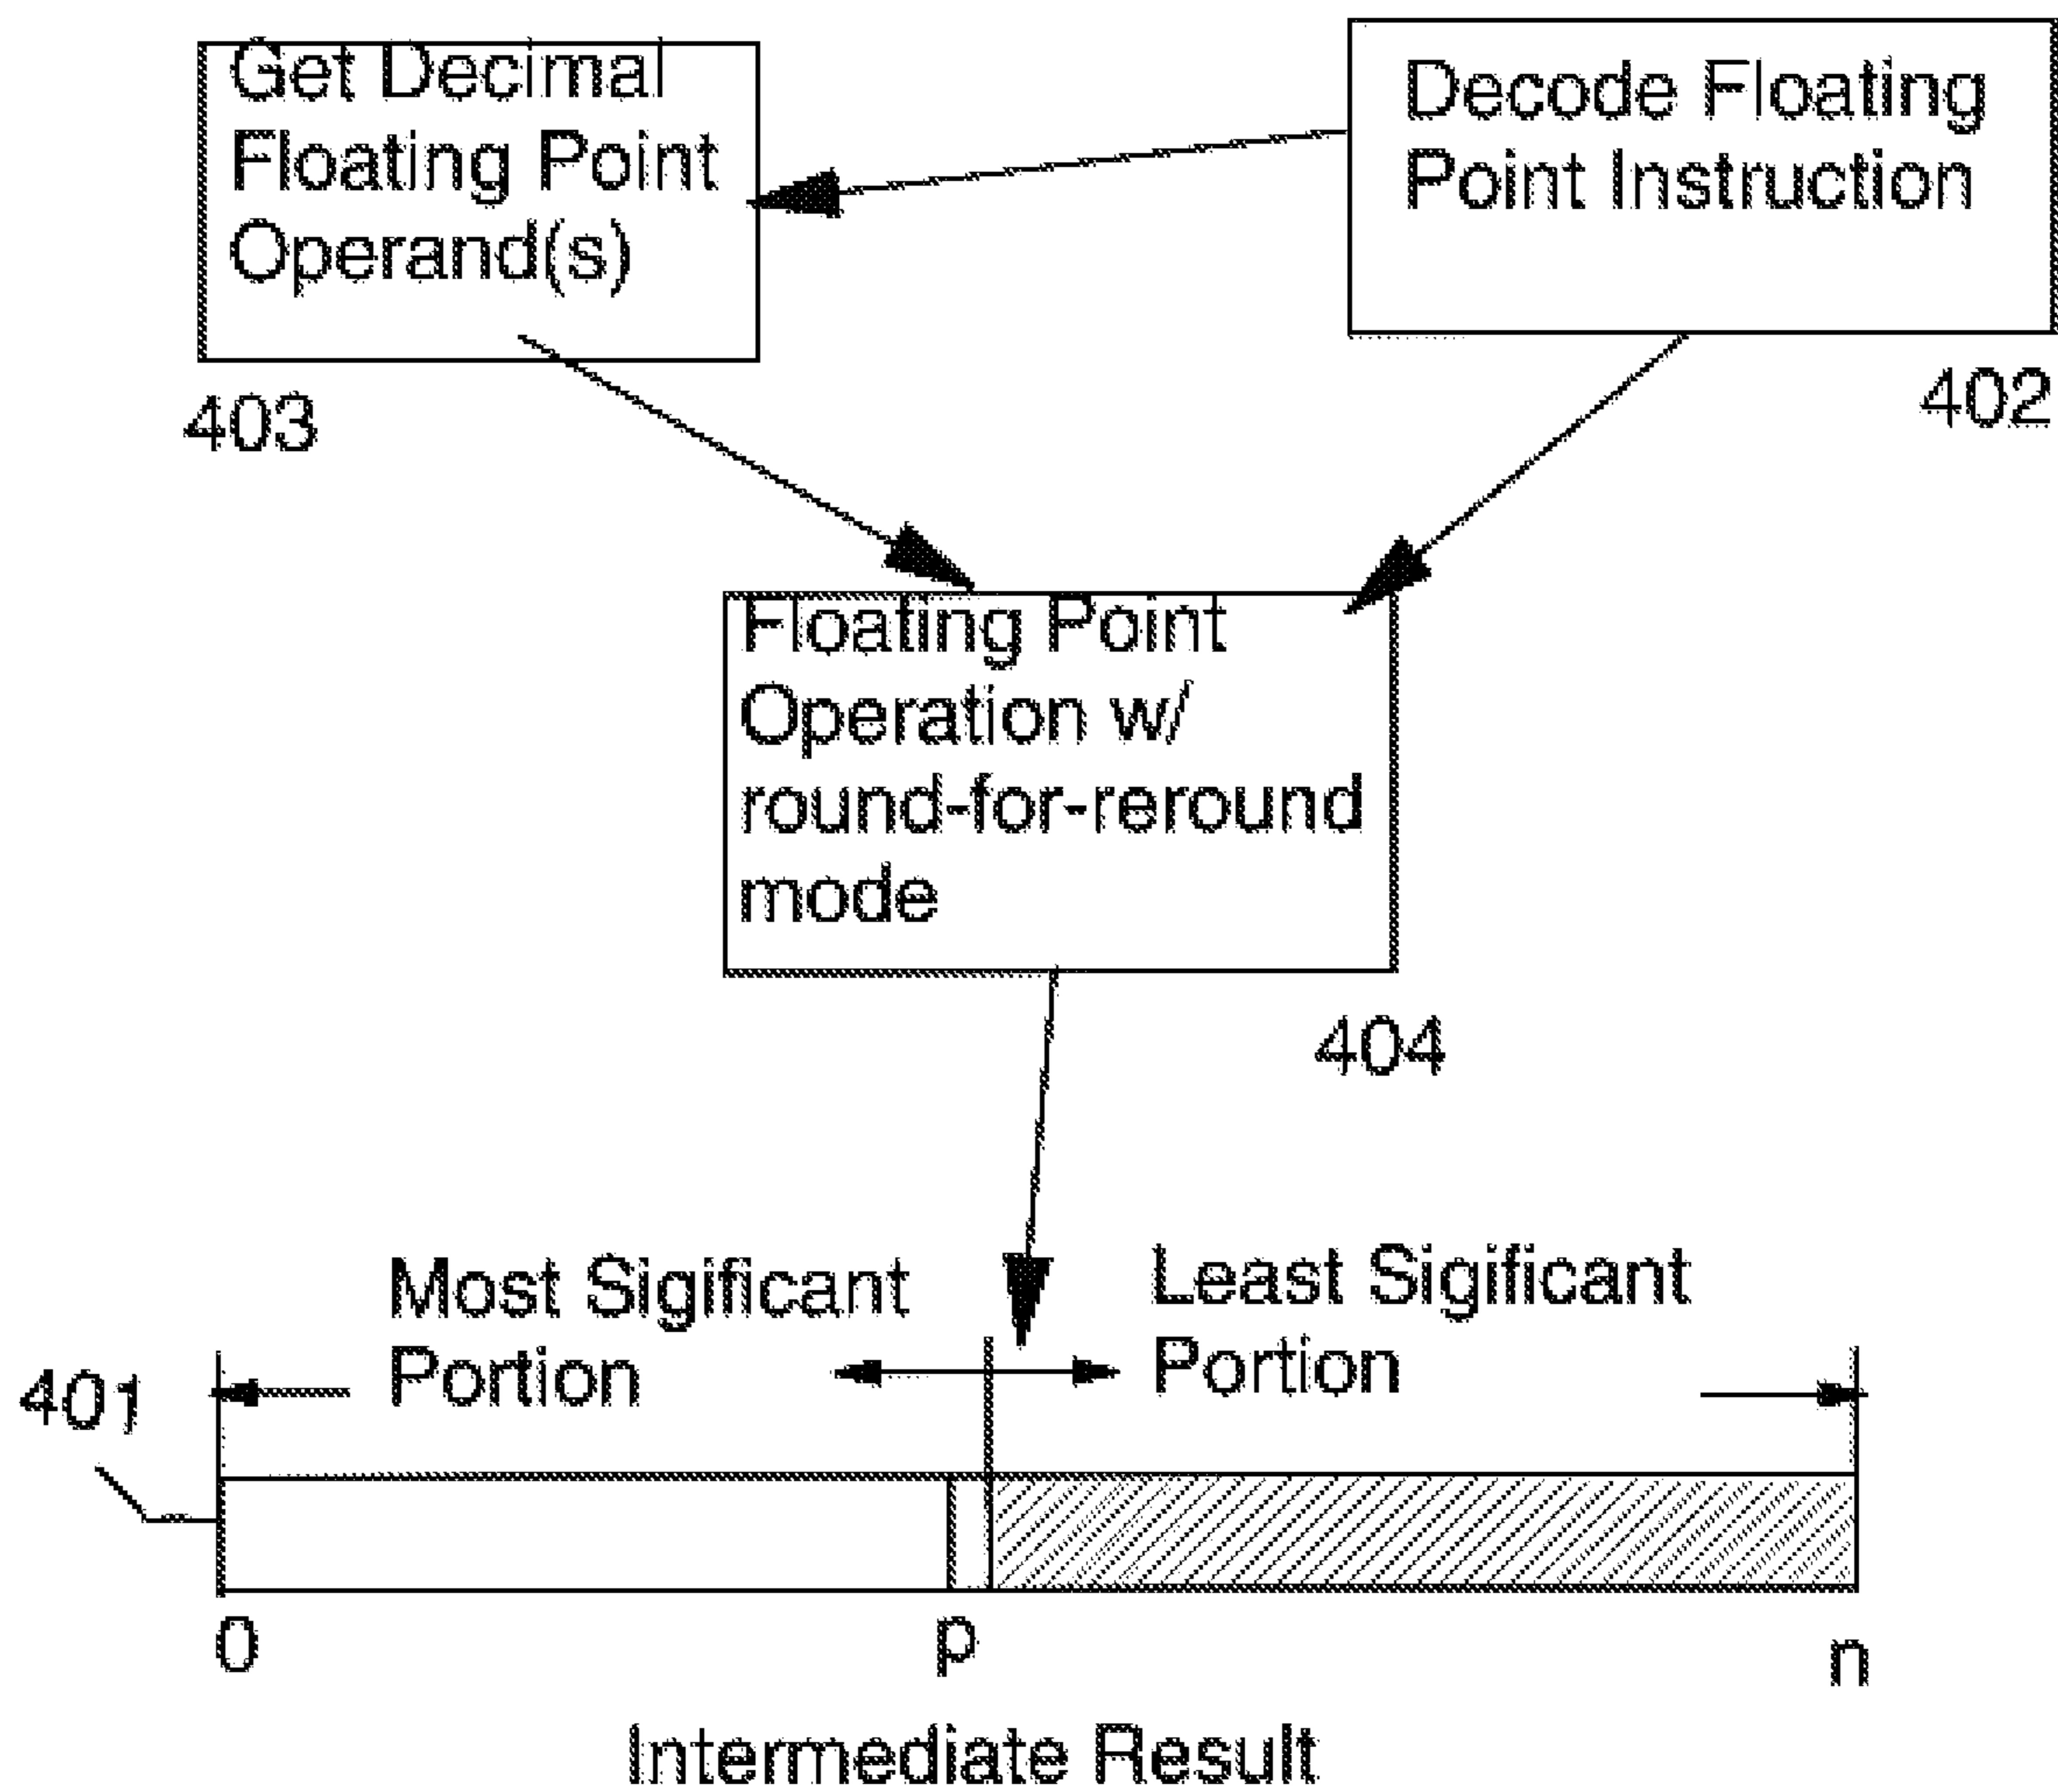 Get Decimal
Floating Point
Operand(s)
403
Decode Floating
Point Instruction
402
Floating Point
Operation w/
round-for-reround
mode
404
Most Sigificant
Portion
Least Sigificant
Portion
401
0
p
n
Intermediate Result